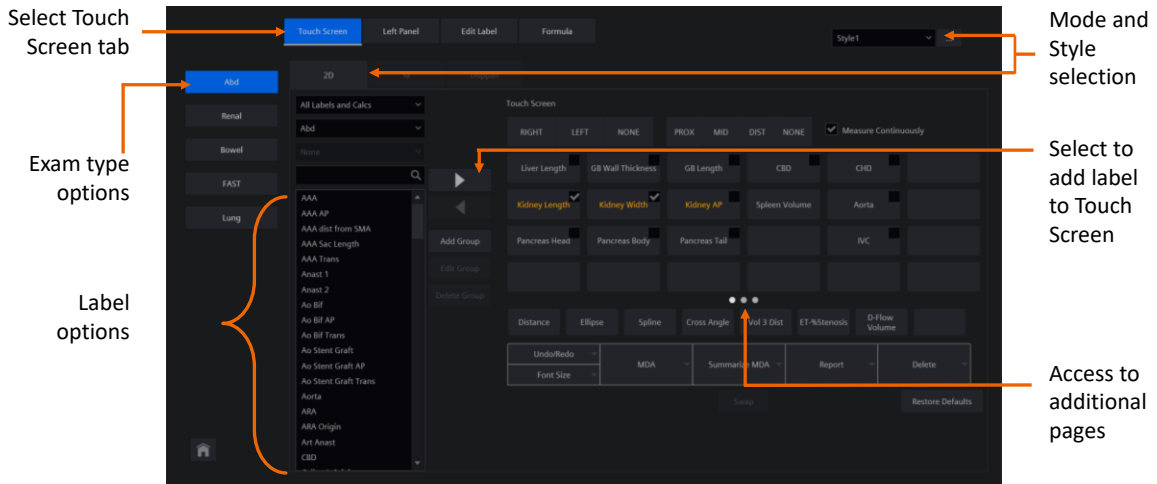 Select Touch
Screen tab
Exam type
options
Label
options
Touch Screen
Left Panel
Edit Label
Formula
Style1
Abd
Renal
Bowel
FAST
Lung
2D
M
Doppler
All Labels and Calcs
Abd
None
AAA
AAA AP
AAA dist from SMA
AAA Sac Length
AAA Trans
Anast 1
Anast 2
Ao Bif
Ao Bif AP
Ao Bif Trans
Ao Stent Graft
Ao Stent Graft AP
Ao Stent Graft Trans
Aorta
ARA
ARA Origin
Art Anast
CBD
Add Group
Edit Group
Delete Group
Touch Screen
RIGHT LEFT NONE PROX MID DIST NONE Measure Continuously
Liver Length GB Wall Thickness GB Length CBD CHD
Kidney Length Kidney Width Kidney AP Spleen Volume Aorta
Pancreas Head Pancreas Body Pancreas Tail IVC
Distance Ellipse Spline Cross Angle Vol 3 Dist ET-%Stenosis D-Flow
Volume
Undo/Redo
Font Size
MDA Summarize MDA Report Delete
Swap Restore Defaults
Mode and
Style
selection
Select to
add label
to Touch
Screen
Access to
additional
pages